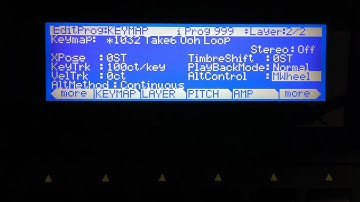 EditProg:KEYMAP i Prog 999 ♦Layer:2/2
Keymap: *1032 Take6 Ooh Loop
Stereo:Off
XPose :0ST TimbreShift :0ST
KeyTrk :100ct/key PlayBackMode:Normal
VelTrk :0ct AltControl :MWheel
AltMethod:Continuous
more KEYMAP LAYER PITCH AMP more